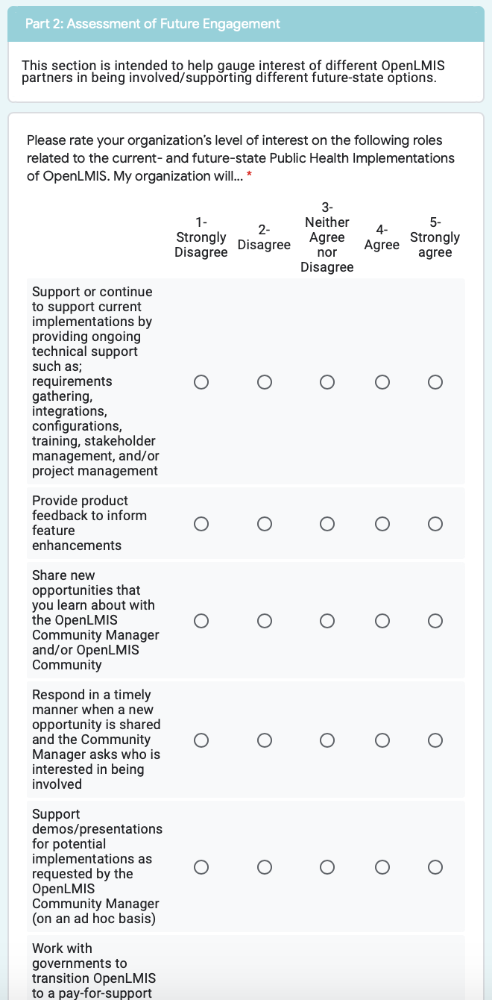 Part 2: Assessment of Future Engagement
This section is intended to help gauge interest of different OpenLMIS
partners in being involved/supporting different future-state options.
Please rate your organization's level of interest on the following roles
related to the current- and future-state Public Health Implementations
of OpenLMIS. My organization will... *
1-
Strongly
Disagree
2-
Disagree
3-
Neither
Agree
nor
Disagree
4-
Agree
5-
Strongly
agree
Support or continue
to support current
implementations by
providing ongoing
technical support
such as;
requirements
gathering,
integrations,
configurations,
training, stakeholder
management, and/or
project management
Provide product
feedback to inform
feature
enhancements
Share new
opportunities that
you learn about with
the OpenLMIS
Community Manager
and/or OpenLMIS
Community
Respond in a timely
manner when a new
opportunity is shared
and the Community
Manager asks who is
interested in being
involved
Support
demos/presentations
for potential
implementations as
requested by the
OpenLMIS
Community Manager
(on an ad hoc basis)
Work with
governments to
transition OpenLMIS
to a pay-for-support